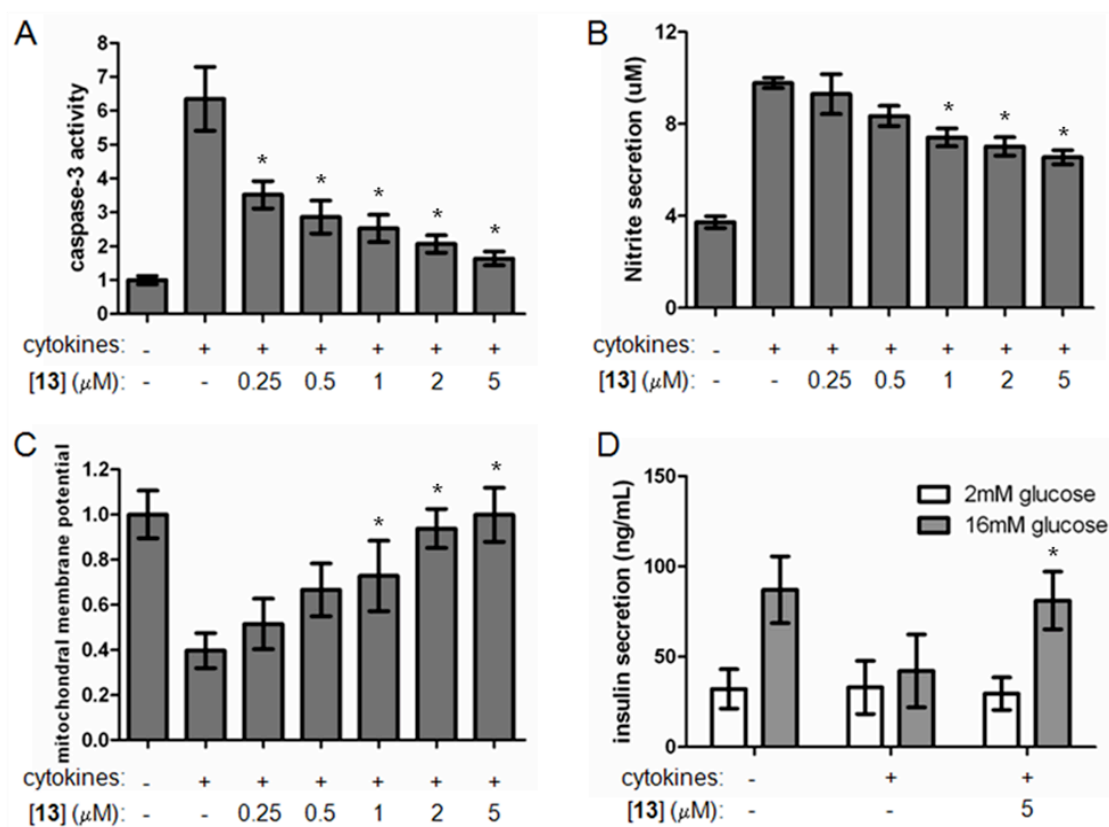 A
caspase-3 activity
8
7
6
5
4
3
2
1
0
* * * * *
cytokines: - + + + + + +
[13] (μM): - - 0.25 0.5 1 2 5
B
Nitrite secretion (uM)
12
8
4
0
* * *
cytokines: - + + + + + +
[13] (μM): - - 0.25 0.5 1 2 5
C
mitochondral membrane potential
1.2
1.0
0.8
0.6
0.4
0.2
0.0
* * *
cytokines: - + + + + + +
[13] (μM): - - 0.25 0.5 1 2 5
D
insulin secretion (ng/mL)
150
100
50
0
2mM glucose
16mM glucose
*
cytokines: - + +
[13] (μM): - - 5